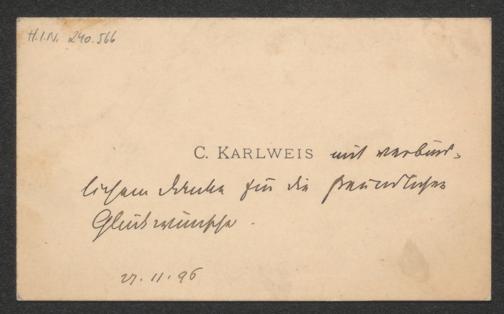 H.I.N. 240.566
C. KARLWEIS mit verbind-
lichem Danke für die freundlichen
Glückwünsche.
27.11.96